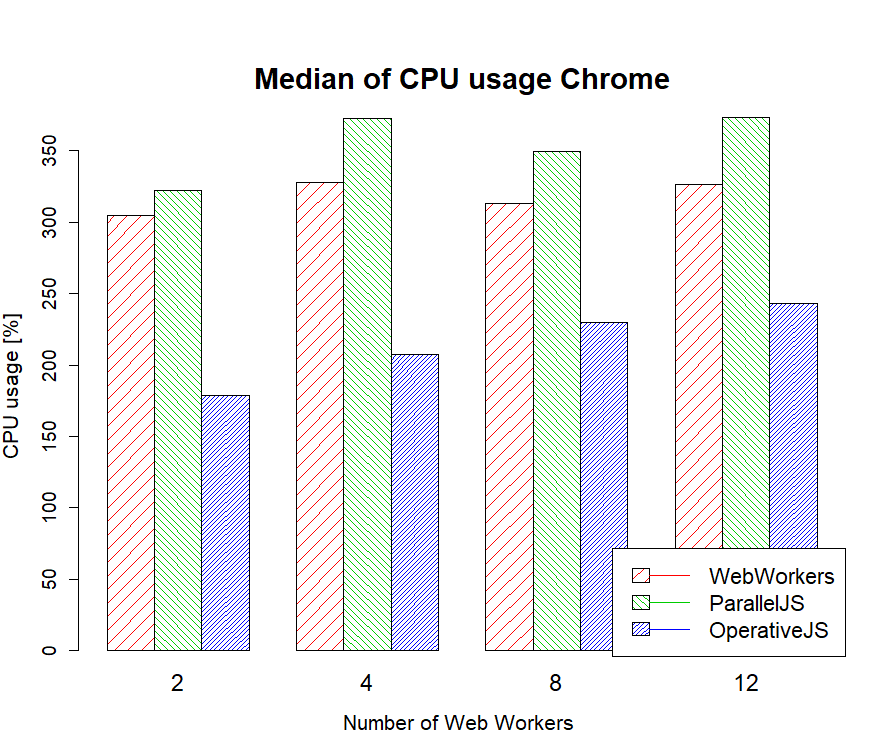 Median of CPU usage Chrome
CPU usage [%]
350
300
250
200
150
100
50
0
2
4
8
12
Number of Web Workers
WebWorkers
ParallelJS
OperativeJS